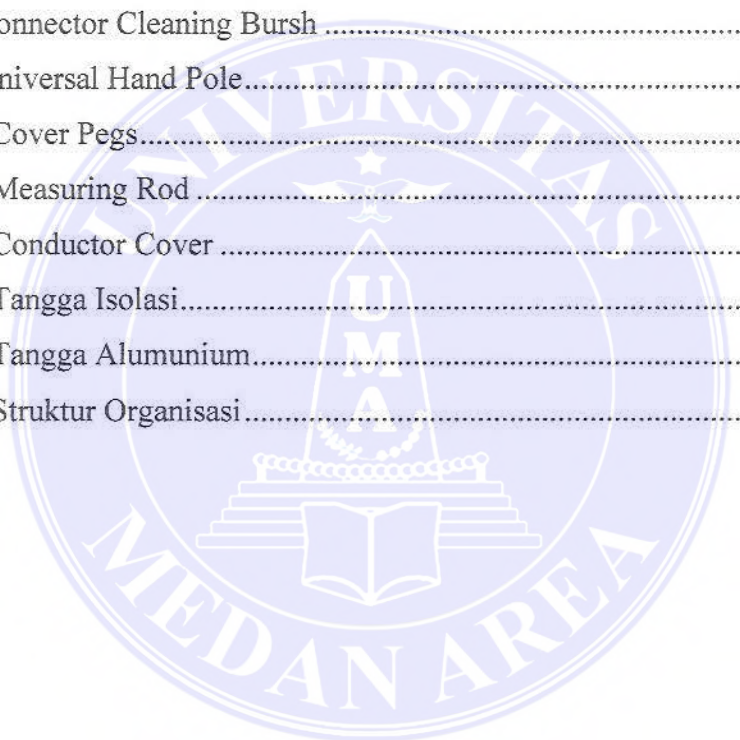 onnector Cleaning Bursh ................................................
niversal Hand Pole................................................
Cover Pegs................................................
Measuring Rod ................................................
Conductor Cover ................................................
Tangga Isolasi................................................
Tangga Alumunium................................................
Struktur Organisasi................................................
UNIVERSITAS
UMA
MEDAN AREA